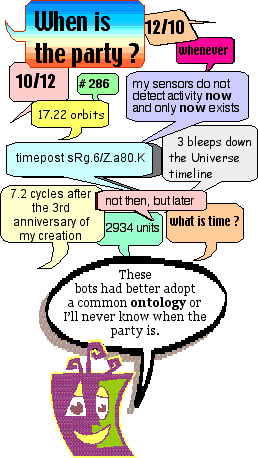 When is
the party ?
12/10
whenever
10/12
# 286
my sensors do not
detect activity now
and only now exists
17.22 orbits
3 bleeps down
the Universe
timeline
timepost sRg.6/Z.a80.K
7.2 cycles after
the 3rd
anniversary of
my creation
not then, but later
2934 units
what is time ?
These
bots had better adopt
a common ontology or
I'll never know when the
party is.